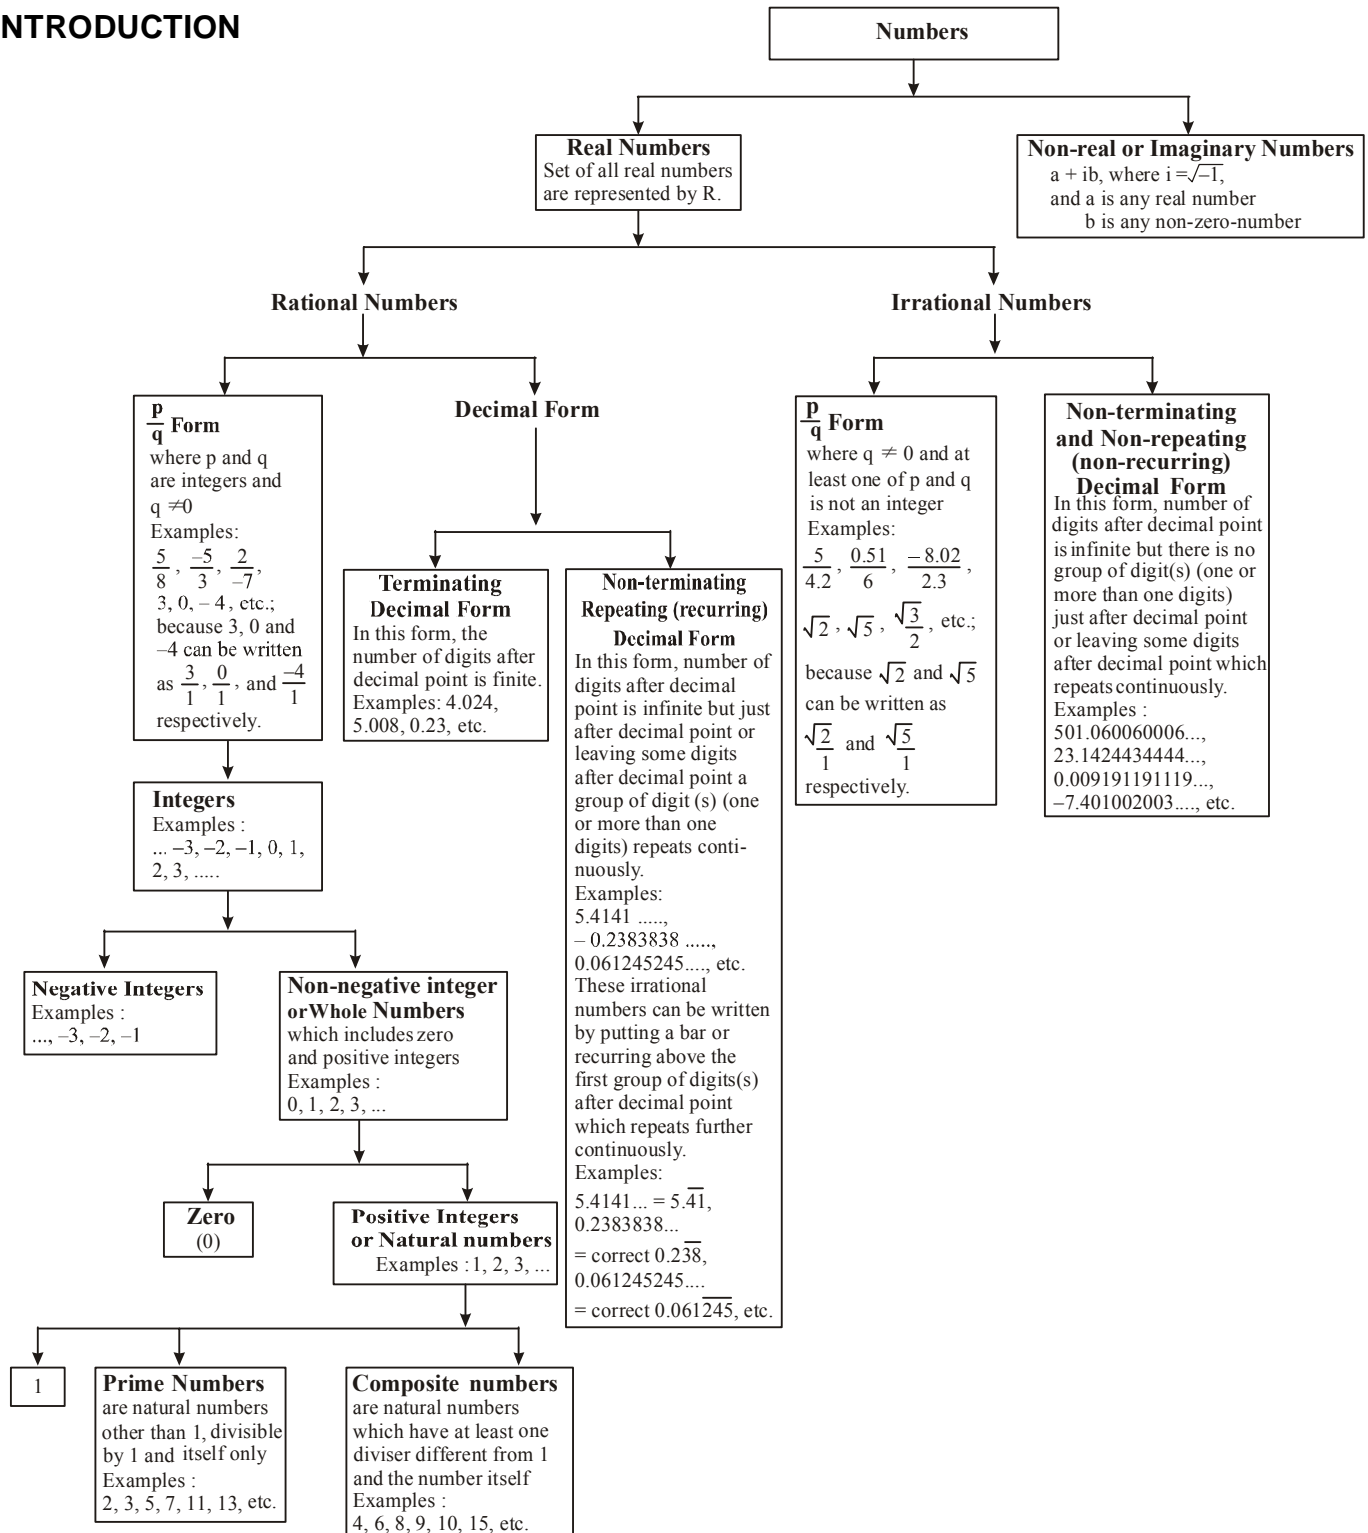 NTRODUCTION
Numbers
Real Numbers
Set of all real numbers
are represented by R.
Non-real or Imaginary Numbers
a + ib, where i = √–1,
and a is any real number
b is any non-zero-number
Rational Numbers
Irrational Numbers
p/q Form
where p and q
are integers and
q ≠0
Examples:
5/8 , –5/3 , 2/–7 ,
3, 0, – 4 , etc.;
because 3, 0 and
–4 can be written
as 3/1 , 0/1 , and –4/1
respectively.
Decimal Form
Terminating
Decimal Form
In this form, the
number of digits after
decimal point is finite.
Examples: 4.024,
5.008, 0.23, etc.
Non-terminating
Repeating (recurring)
Decimal Form
In this form, number of
digits after decimal
point is infinite but just
after decimal point or
leaving some digits
after decimal point a
group of digit (s) (one
or more than one
digits) repeats conti-
nuously.
Examples:
5.4141 .....,
– 0.2383838 .....,
0.061245245...., etc.
These irrational
numbers can be written
by putting a bar or
recurring above the
first group of digits(s)
after decimal point
which repeats further
continuously.
Examples:
5.4141... = 5.4̅1̅,
0.2383838...
= correct 0.23̅8̅,
0.061245245....
= correct 0.0612̅4̅5̅, etc.
p/q Form
where q ≠ 0 and at
least one of p and q
is not an integer
Examples:
5/4.2 , 0.51/6 , – 8.02/2.3 ,
√2 , √5 , √3/2 , etc.;
because √2 and √5
can be written as
√2/1 and √5/1
respectively.
Non-terminating
and Non-repeating
(non-recurring)
Decimal Form
In this form, number of
digits after decimal point
is infinite but there is no
group of digit(s) (one or
more than one digits)
just after decimal point
or leaving some digits
after decimal point which
repeats continuously.
Examples :
501.060060006...,
23.1424434444...,
0.009191191119...,
–7.401002003...., etc.
Integers
Examples :
... –3, –2, –1, 0, 1,
2, 3, .....
Negative Integers
Examples :
..., –3, –2, –1
Non-negative integer
or Whole Numbers
which includes zero
and positive integers
Examples :
0, 1, 2, 3, ...
Zero
(0)
Positive Integers
or Natural numbers
Examples : 1, 2, 3, ...
1
Prime Numbers
are natural numbers
other than 1, divisible
by 1 and itself only
Examples :
2, 3, 5, 7, 11, 13, etc.
Composite numbers
are natural numbers
which have at least one
diviser different from 1
and the number itself
Examples :
4, 6, 8, 9, 10, 15, etc.